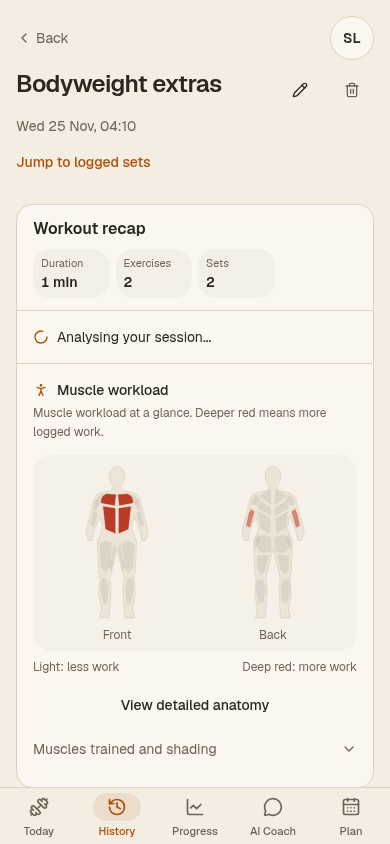 Back
SL
Bodyweight extras
Wed 25 Nov, 04:10
Jump to logged sets
Workout recap
Duration
1 min
Exercises
2
Sets
2
Analysing your session...
Muscle workload
Muscle workload at a glance. Deeper red means more
logged work.
Front
Back
Light: less work
Deep red: more work
View detailed anatomy
Muscles trained and shading
Today
History
Progress
AI Coach
Plan